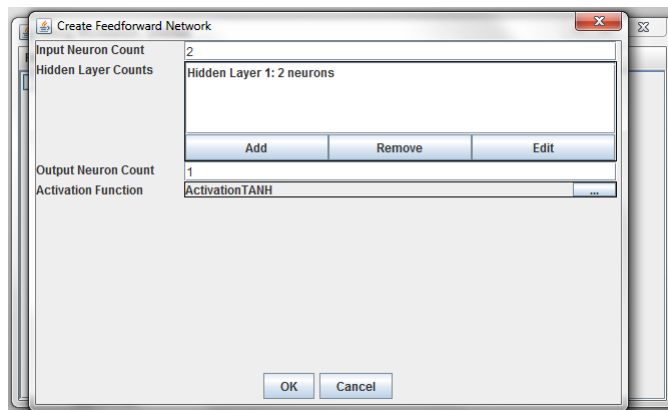 Create Feedforward Network
Input Neuron Count 2
Hidden Layer Counts Hidden Layer 1: 2 neurons
Add Remove Edit
Output Neuron Count 1
Activation Function ActivationTANH ...
OK Cancel